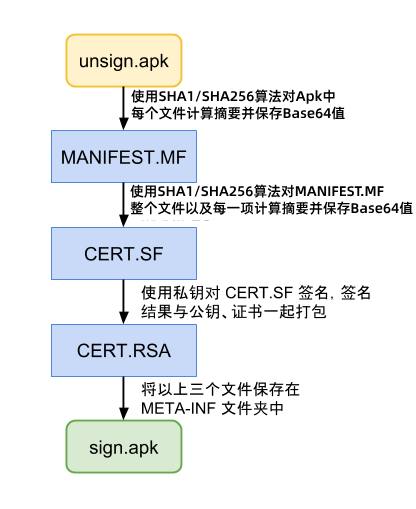 unsign.apk
使用SHA1/SHA256算法对Apk中
每个文件计算摘要并保存Base64值
MANIFEST.MF
使用SHA1/SHA256算法对MANIFEST.MF
整个文件以及每一项计算摘要并保存Base64值
CERT.SF
使用私钥对 CERT.SF 签名，签名
结果与公钥、证书一起打包
CERT.RSA
将以上三个文件保存在
META-INF 文件夹中
sign.apk